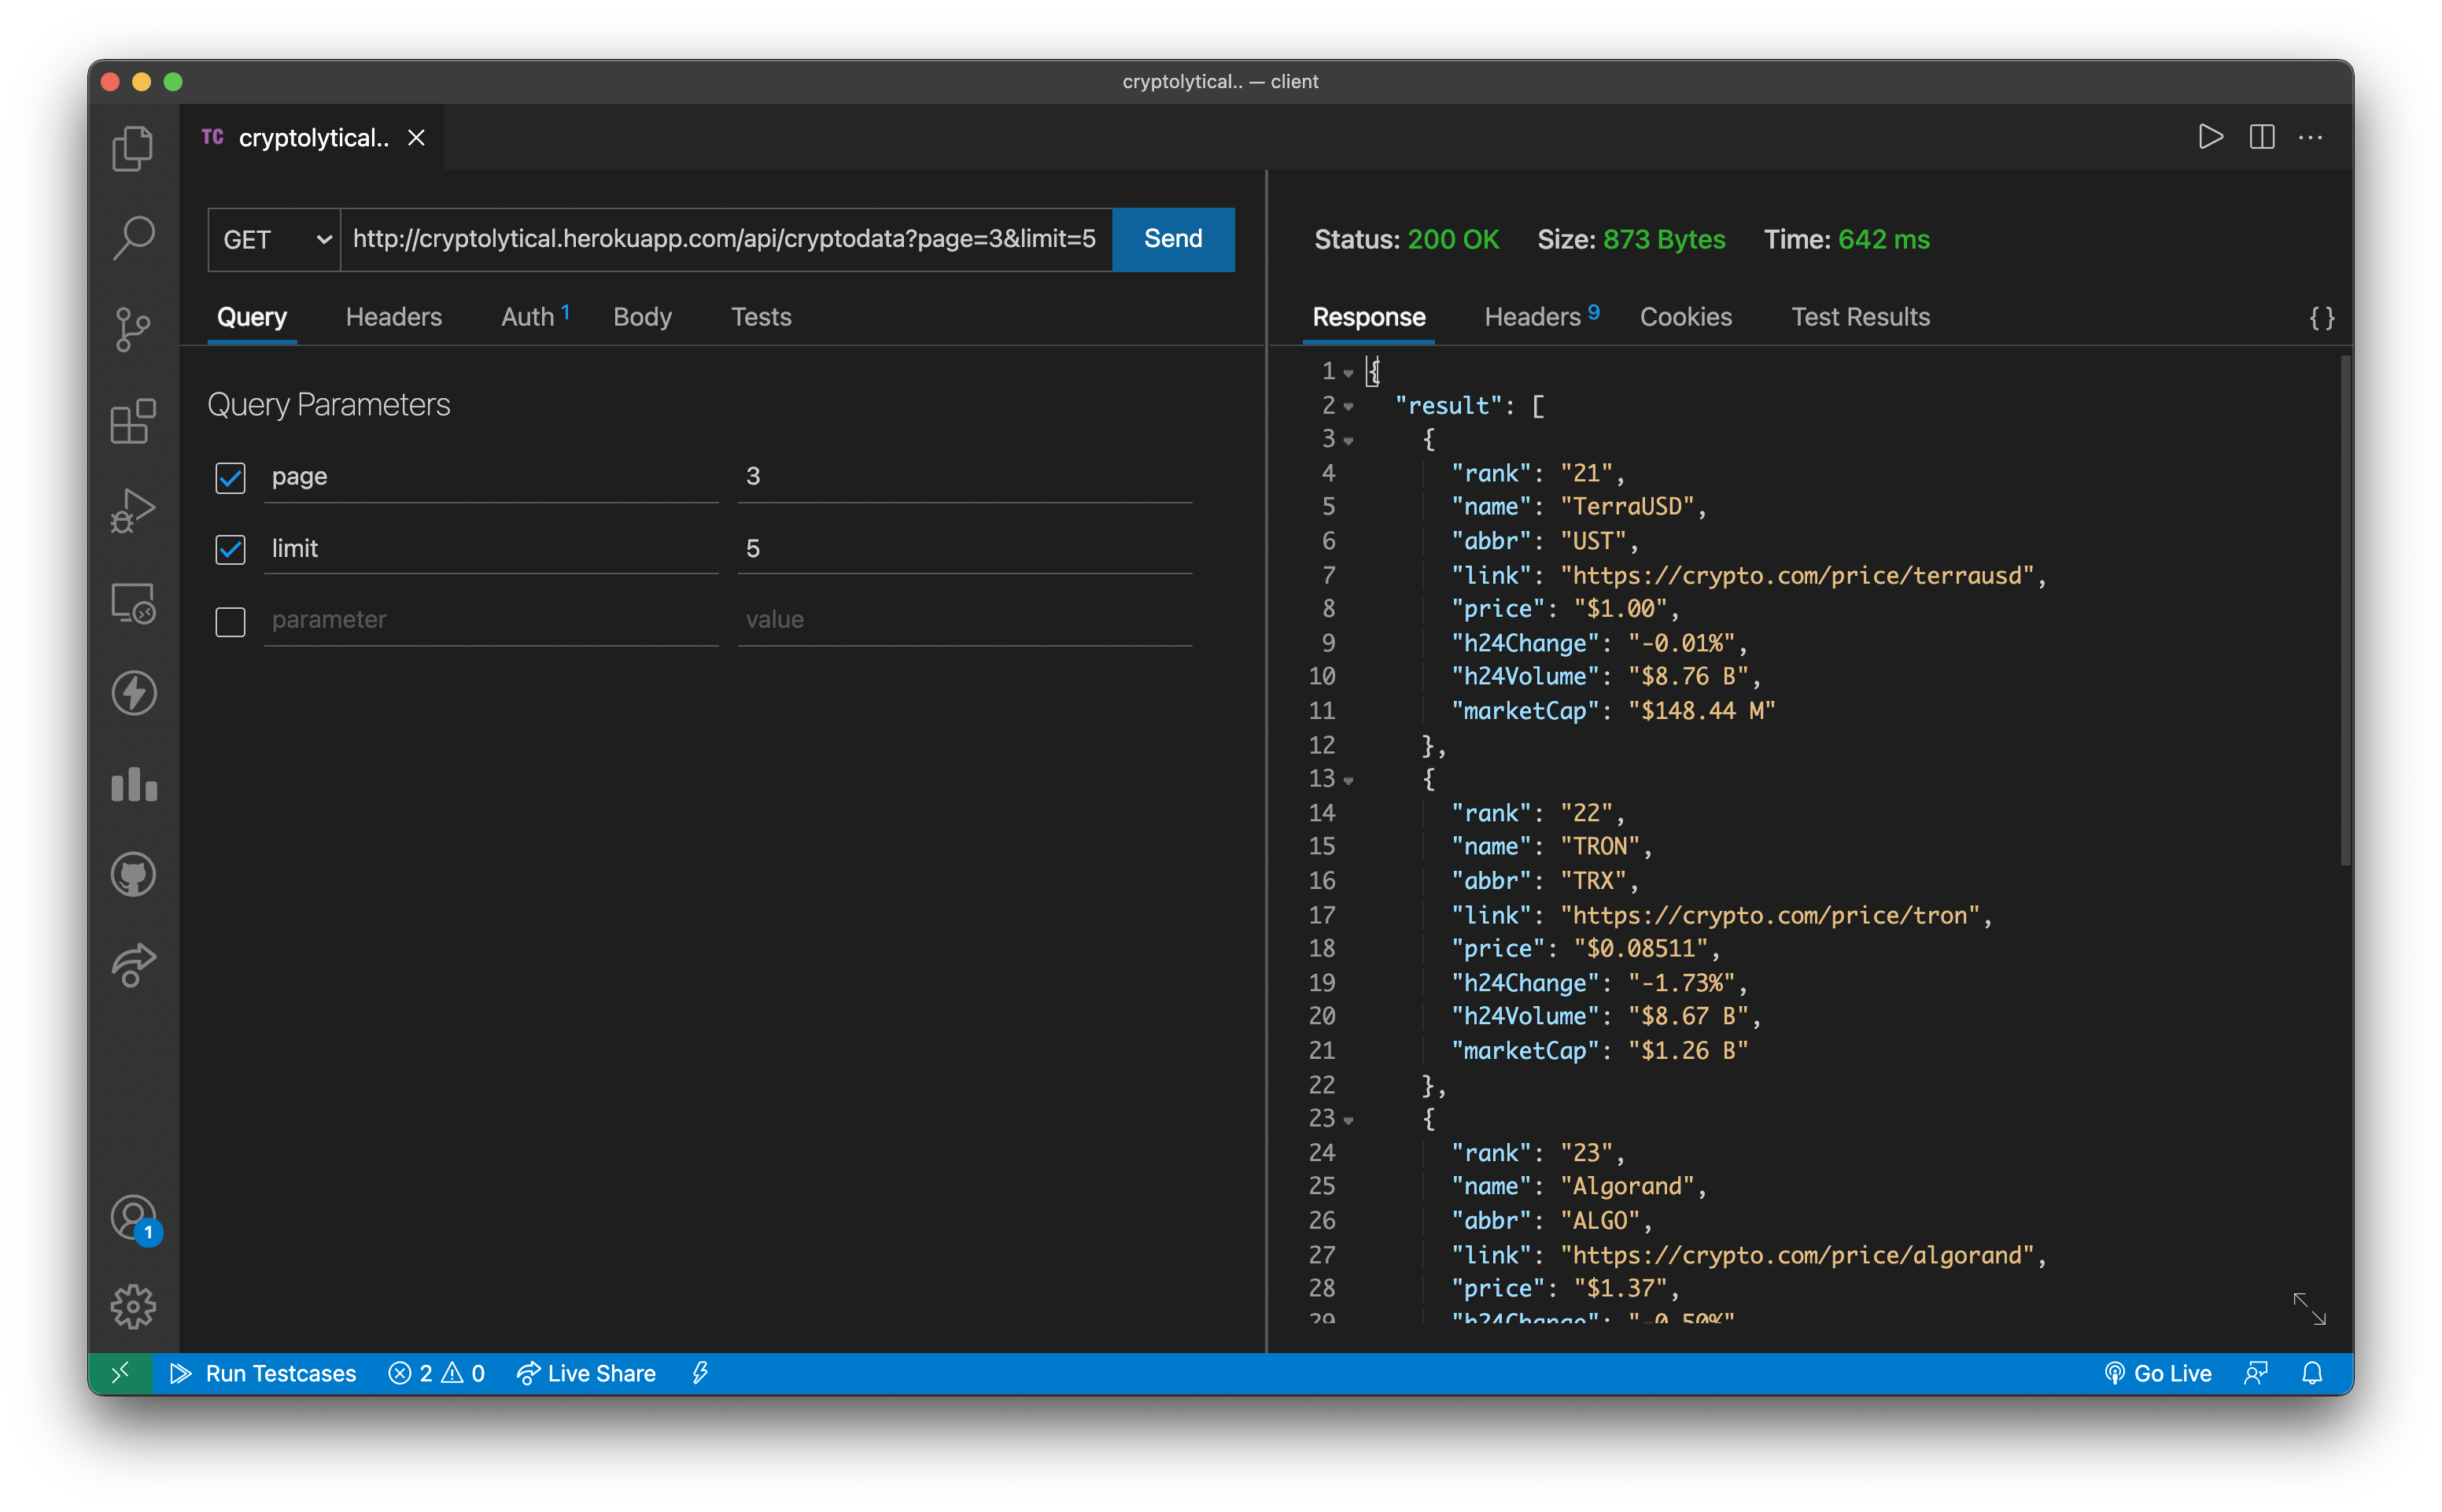 cryptolytical.. — client
TC cryptolytical..
GET http://cryptolytical.herokuapp.com/api/cryptodata?page=3&limit=5 Send
Query Headers Auth 1 Body Tests
Query Parameters
page 3
limit 5
parameter value
Status: 200 OK Size: 873 Bytes Time: 642 ms
Response Headers 9 Cookies Test Results {}
1 {
2 "result": [
3 {
4 "rank": "21",
5 "name": "TerraUSD",
6 "abbr": "UST",
7 "link": "https://crypto.com/price/terrausd",
8 "price": "$1.00",
9 "h24Change": "-0.01%",
10 "h24Volume": "$8.76 B",
11 "marketCap": "$148.44 M"
12 },
13 {
14 "rank": "22",
15 "name": "TRON",
16 "abbr": "TRX",
17 "link": "https://crypto.com/price/tron",
18 "price": "$0.08511",
19 "h24Change": "-1.73%",
20 "h24Volume": "$8.67 B",
21 "marketCap": "$1.26 B"
22 },
23 {
24 "rank": "23",
25 "name": "Algorand",
26 "abbr": "ALGO",
27 "link": "https://crypto.com/price/algorand",
28 "price": "$1.37",
29 "h24Change": "-0.50%"
1
Run Testcases 2 0 Live Share Go Live